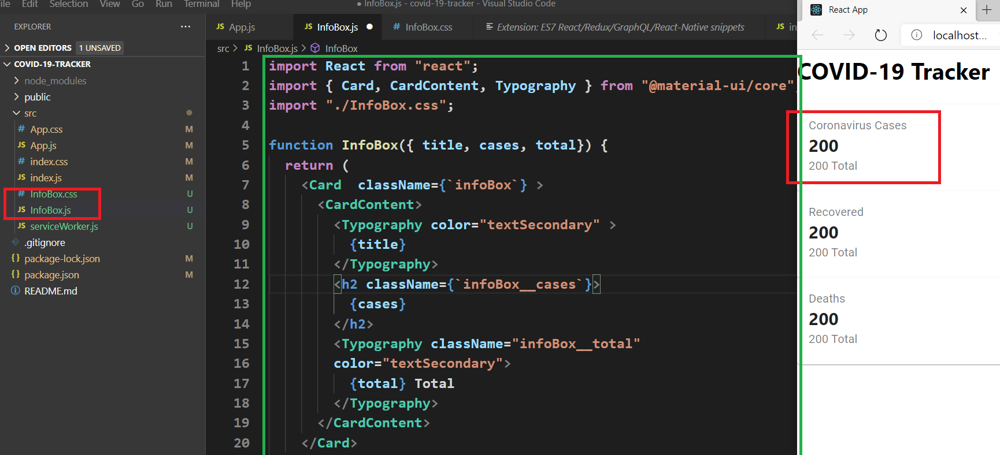 ile Edit Selection View Go Run Terminal Help
● InfoBox.js - covid-19-tracker - Visual Studio Code
EXPLORER ···
OPEN EDITORS 1 UNSAVED
COVID-19-TRACKER
node_modules
public
src
# App.css M
JS App.js M
# index.css M
JS index.js M
# InfoBox.css U
JS InfoBox.js U
JS serviceWorker.js U
.gitignore
{} package-lock.json M
{} package.json M
README.md
JS App.js
JS InfoBox.js ●
# InfoBox.css
Extension: ES7 React/Redux/GraphQL/React-Native snippets
JS in
src > JS InfoBox.js > InfoBox
1 import React from "react";
2 import { Card, CardContent, Typography } from "@material-ui/core"
3 import "./InfoBox.css";
4
5 function InfoBox({ title, cases, total}) {
6 return (
7 <Card  className={`infoBox`} >
8 <CardContent>
9 <Typography color="textSecondary" >
10 {title}
11 </Typography>
12 <h2 className={`infoBox__cases`}>
13 {cases}
14 </h2>
15 <Typography className="infoBox__total"
16 color="textSecondary">
17 {total} Total
18 </Typography>
19 </CardContent>
20 </Card>
React App
localhost...
COVID-19 Tracker
Coronavirus Cases
200
200 Total
Recovered
200
200 Total
Deaths
200
200 Total